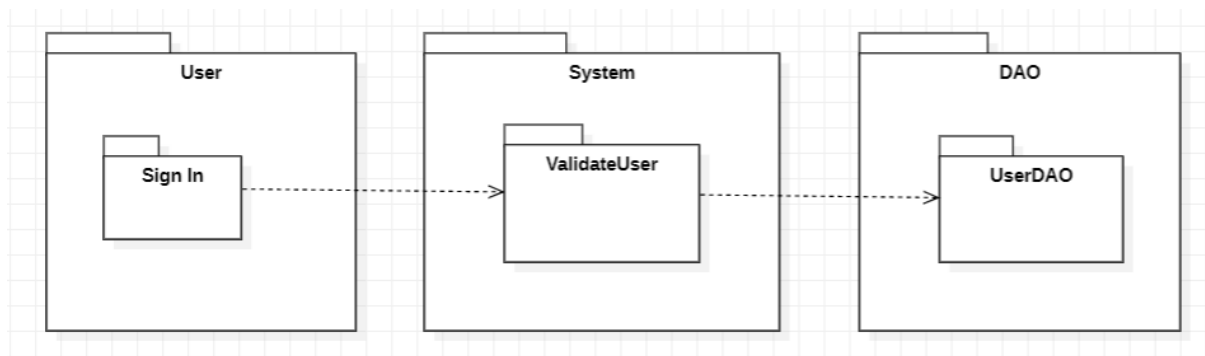 User
System
DAO
Sign In
ValidateUser
UserDAO